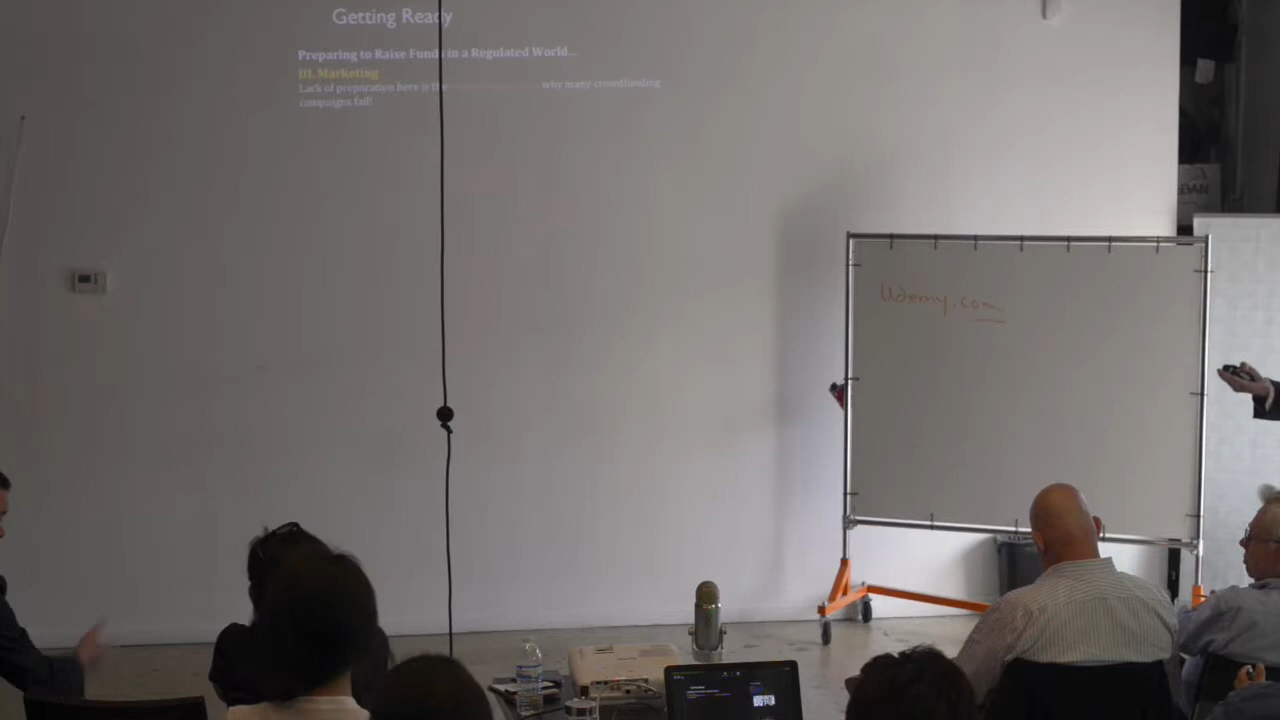 Getting Ready
Preparing to Raise Funds in a Regulated World...
III. Marketing
Lack of preparation here is the why many crowdfunding
campaigns fail!
Udemy.com